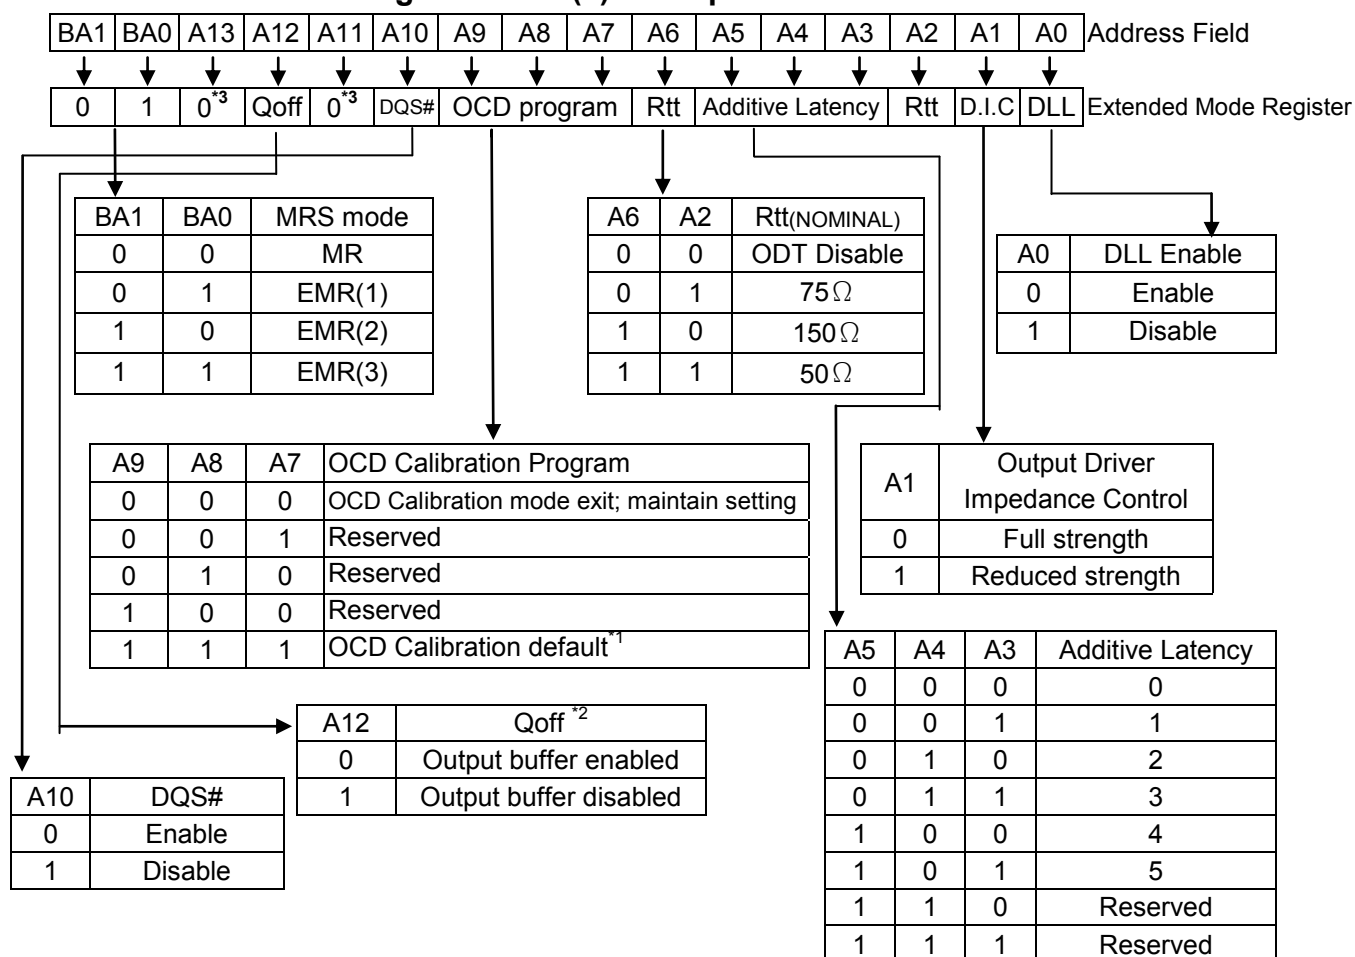 BA1 BA0 A13 A12 A11 A10 A9 A8 A7 A6 A5 A4 A3 A2 A1 A0 Address Field
0 1 0*3 Qoff 0*3 DQS# OCD program Rtt Additive Latency Rtt D.I.C DLL Extended Mode Register
BA1 BA0 MRS mode
0 0 MR
0 1 EMR(1)
1 0 EMR(2)
1 1 EMR(3)
A6 A2 Rtt(NOMINAL)
0 0 ODT Disable
0 1 75Ω
1 0 150Ω
1 1 50Ω
A0 DLL Enable
0 Enable
1 Disable
A9 A8 A7 OCD Calibration Program
0 0 0 OCD Calibration mode exit; maintain setting
0 0 1 Reserved
0 1 0 Reserved
1 0 0 Reserved
1 1 1 OCD Calibration default*1
A1 Output Driver
Impedance Control
0 Full strength
1 Reduced strength
A5 A4 A3 Additive Latency
0 0 0 0
0 0 1 1
0 1 0 2
0 1 1 3
1 0 0 4
1 0 1 5
1 1 0 Reserved
1 1 1 Reserved
A12 Qoff *2
0 Output buffer enabled
1 Output buffer disabled
A10 DQS#
0 Enable
1 Disable